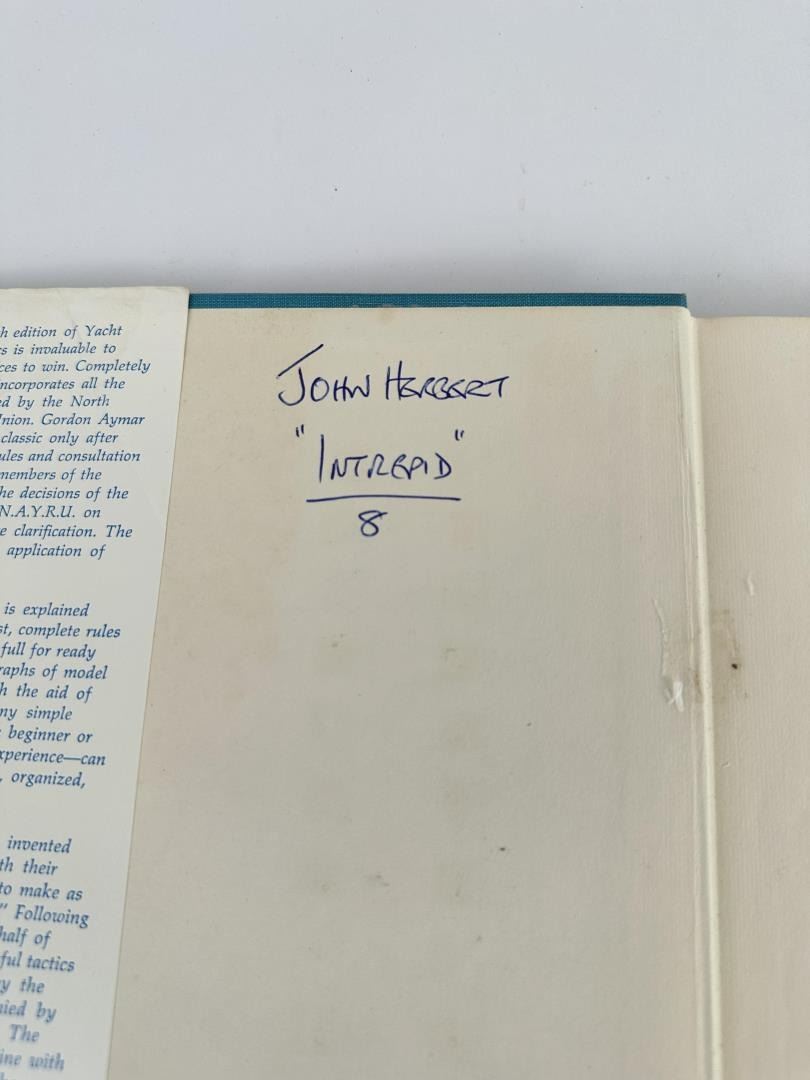 h edition of Yacht
s is invaluable to
ces to win. Completely
ncorporates all the
ed by the North
nion. Gordon Aymar
classic only after
ules and consultation
members of the
he decisions of the
N.A.Y.R.U. on
e clarification. The
application of
is explained
st, complete rules
full for ready
raphs of model
h the aid of
ny simple
beginner or
xperience—can
, organized,
invented
th their
to make as
" Following
half of
ful tactics
y the
nied by
The
ine with
JOHN HERBERT
"INTREPID"
8